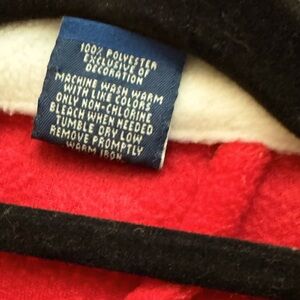 100% POLYESTER
EXCLUSIVE OF
DECORATION
MACHINE WASH WARM
WITH LIKE COLORS
ONLY NON-CHLORINE
BLEACH WHEN NEEDED
TUMBLE DRY LOW
REMOVE PROMPTLY
WARM IRON